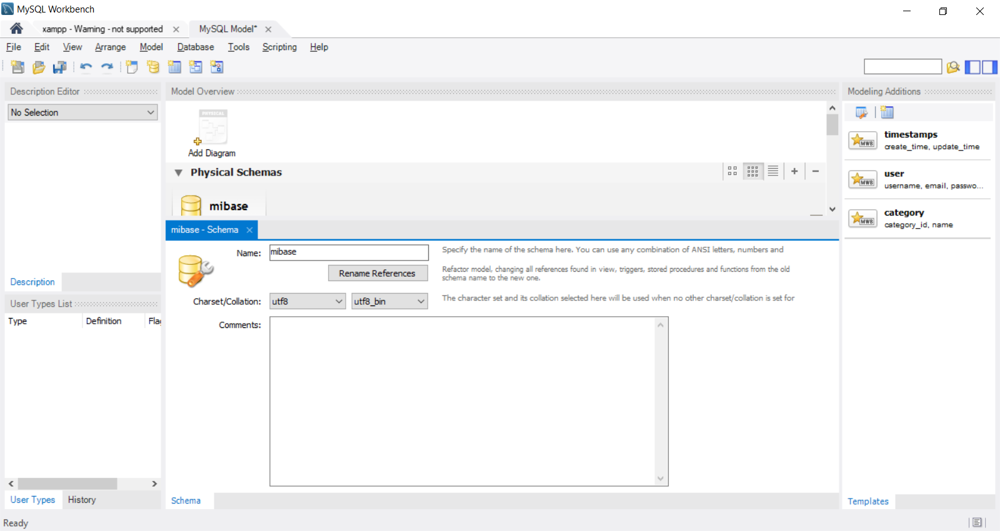 MySQL Workbench
xampp - Warning - not supported
MySQL Model*
File Edit View Arrange Model Database Tools Scripting Help
Description Editor
No Selection
Description
User Types List
Type Definition
User Types History
Model Overview
PHYSICAL
Add Diagram
Physical Schemas
mibase
mibase - Schema
Name: mibase
Specify the name of the schema here. You can use any combination of ANSI letters, numbers and
Rename References
Refactor model, changing all references found in view, triggers, stored procedures and functions from the old
schema name to the new one.
Charset/Collation: utf8 utf8_bin
The character set and its collation selected here will be used when no other charset/collation is set for
Comments:
Schema
Modeling Additions
MWB
timestamps
create_time, update_time
MWB
user
username, email, passwo...
MWB
category
category_id, name
Templates
Ready